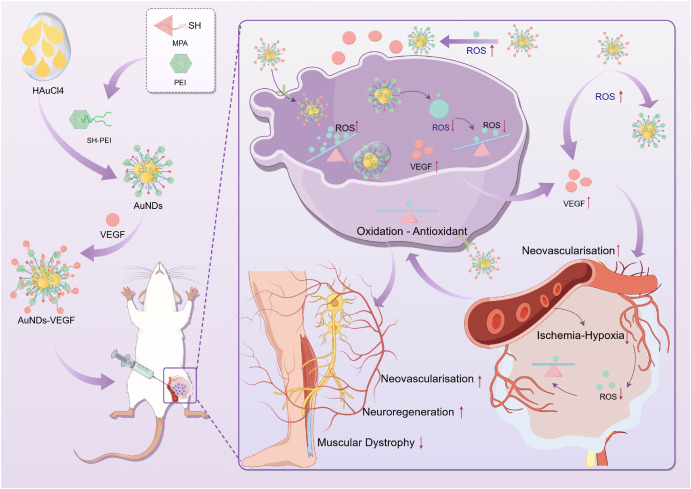 SH
MPA
PEI
HAuCl4
SH-PEI
AuNDs
VEGF
AuNDs-VEGF
ROS↑
ROS↑
ROS↑
ROS↓
ROS↓
VEGF↑
VEGF↑
Oxidation - Antioxidant
Neovascularisation↑
Ischemia-Hypoxia↓
ROS↓
Neovascularisation ↑
Neuroregeneration ↑
Muscular Dystrophy ↓